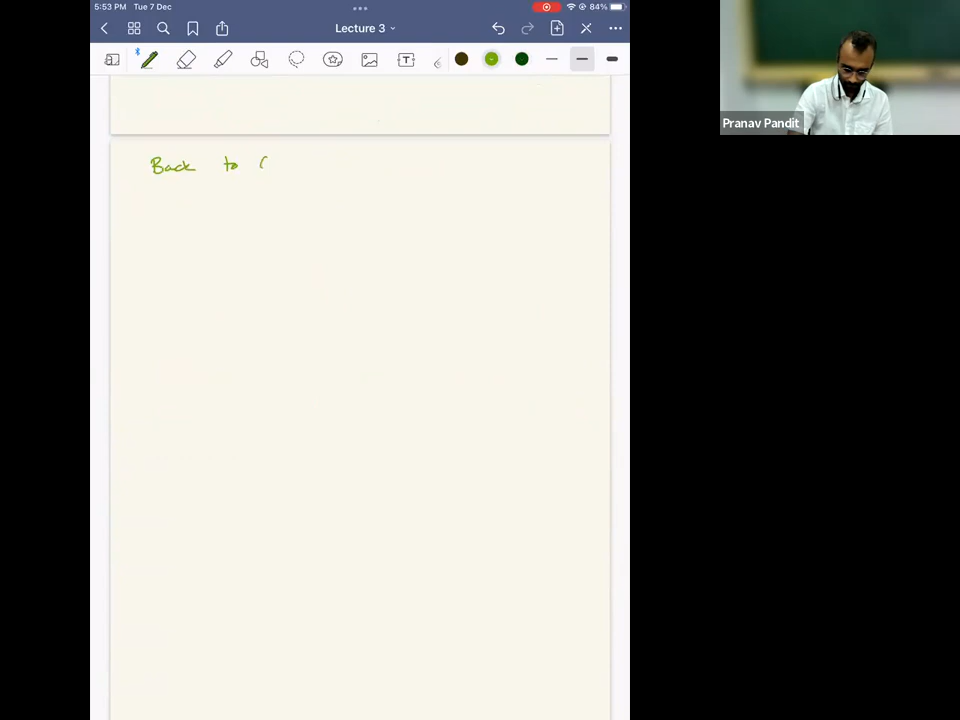 5:53 PM Tue 7 Dec 84%
Lecture 3
Back to (
Pranav Pandit